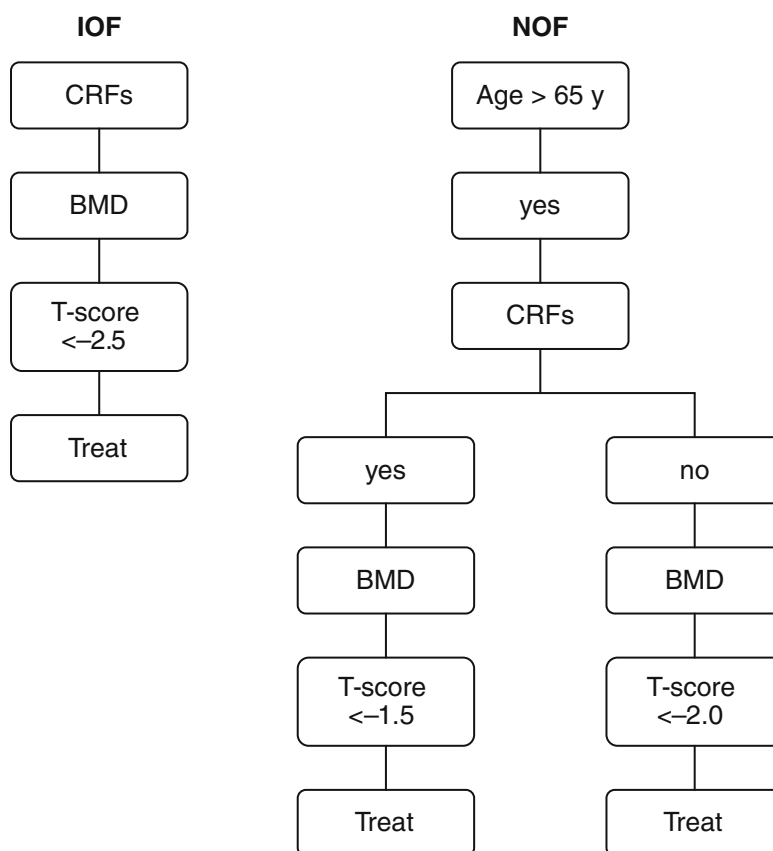 IOF
CRFs
BMD
T-score
<–2.5
Treat
NOF
Age > 65 y
yes
CRFs
yes
BMD
T-score
<–1.5
Treat
no
BMD
T-score
<–2.0
Treat